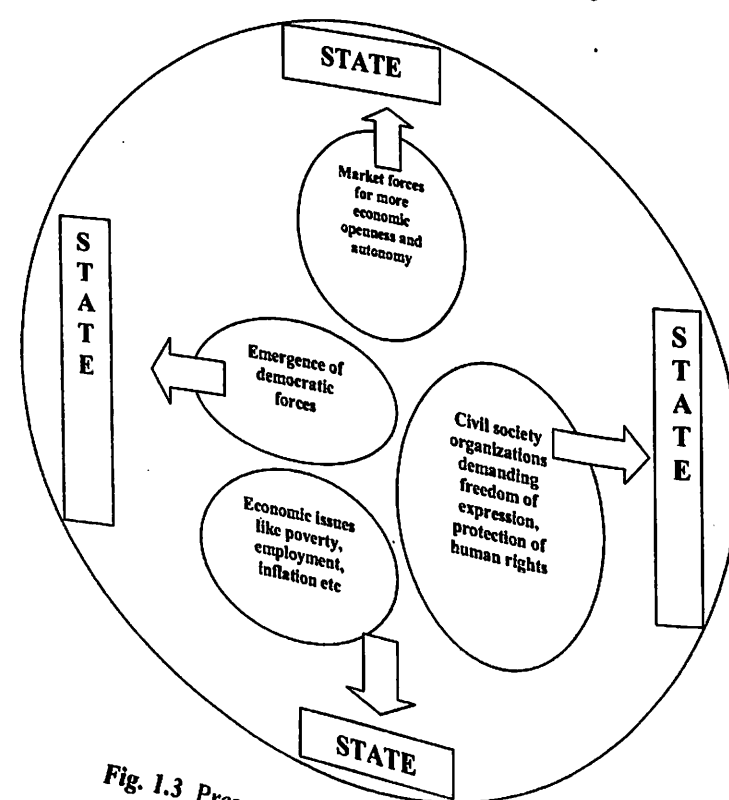 STATE
Market forces
for more
economic
openness and
autonomy
S
T
A
T
E
Emergence of
democratic
forces
S
T
A
T
E
Civil society
organizations
demanding
freedom of
expression,
protection of
human rights
Economic issues
like poverty,
employment,
inflation etc
STATE
Fig. 1.3